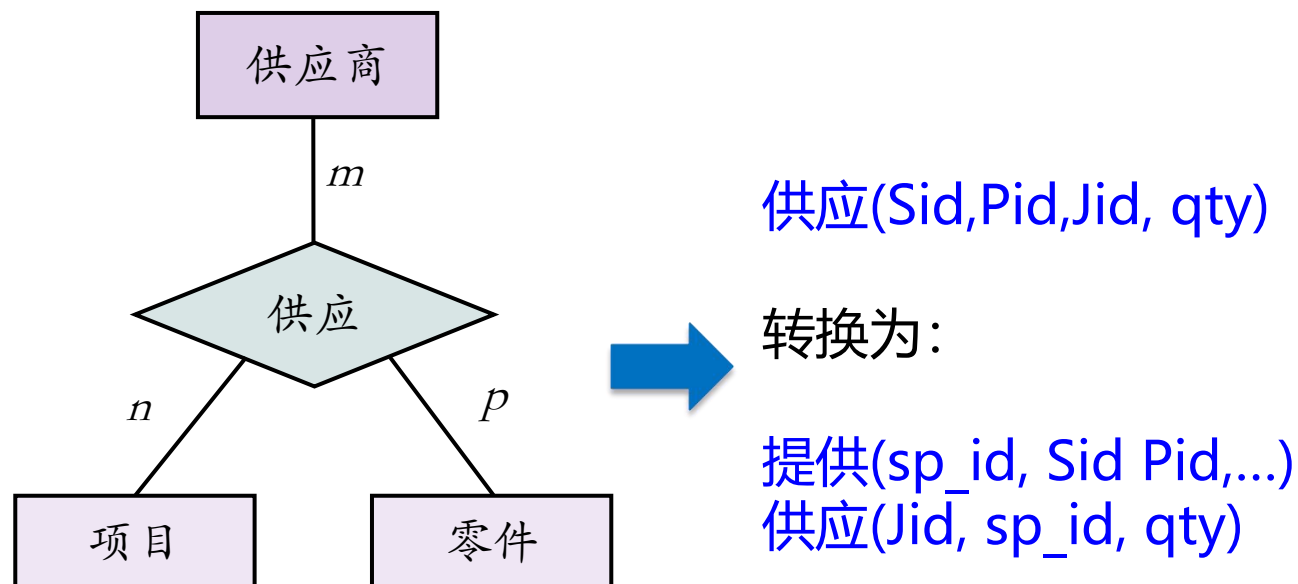 供应商
m
供应
n
p
项目
零件
供应(Sid,Pid,Jid, qty)
转换为：
提供(sp_id, Sid Pid,...)
供应(Jid, sp_id, qty)